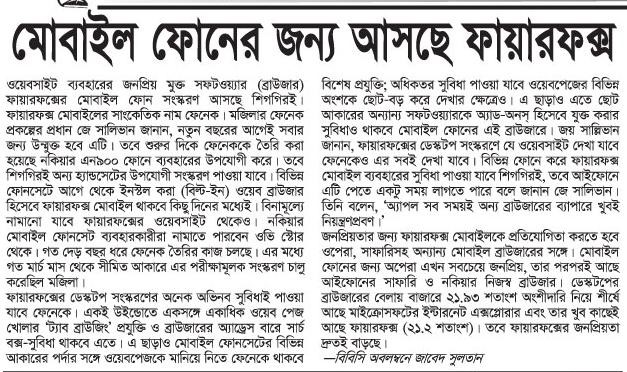 মোবাইল ফোনের জন্য আসছে ফায়ারফক্স
ওয়েবসাইট ব্যবহারের জনপ্রিয় মুক্ত সফটওয়্যার (ব্রাউজার)
ফায়ারফক্সের মোবাইল ফোন সংস্করণ আসছে শিগগিরই।
ফায়ারফক্স মোবাইলের সাংকেতিক নাম ফেনেক। মজিলার ফেনেক
প্রকল্পের প্রধান জে সালিভান জানান, নতুন বছরের আগেই সবার
জন্য উন্মুক্ত হবে এটি। তবে শুরুর দিকে ফেনেককে তৈরি করা
হয়েছে নকিয়ার এন৯০০ ফোনে ব্যবহারের উপযোগী করে। তবে
শিগগিরই অন্য হ্যান্ডসেটের উপযোগী সংস্করণ পাওয়া যাবে। বিভিন্ন
ফোনসেটে আগে থেকে ইনস্টল করা (বিল্ট-ইন) ওয়েব ব্রাউজার
হিসেবে ফায়ারফক্স মোবাইল থাকবে কিছু দিনের মধ্যেই। বিনামূল্যে
নামানো যাবে ফায়ারফক্সের ওয়েবসাইট থেকেও। নকিয়ার
মোবাইল ফোনসেট ব্যবহারকারীরা নামাতে পারবেন ওভি স্টোর
থেকে। গত দেড় বছর ধরে ফেনেক তৈরির কাজ চলছে। এর মধ্যে
গত মার্চ মাস থেকে সীমিত আকারে এর পরীক্ষামূলক সংস্করণ চালু
করেছিল মজিলা।
ফায়ারফক্সের ডেস্কটপ সংস্করণের অনেক অভিনব সুবিধাই পাওয়া
যাবে ফেনেকে। একই উইন্ডোতে একসঙ্গে একাধিক ওয়েব পেজ
খোলার 'ট্যাব ব্রাউজিং' প্রযুক্তি ও ব্রাউজারের অ্যাড্রেস বারে সার্চ
বক্স-সুবিধা থাকবে এতে। এ ছাড়াও মোবাইল ফোনসেটের বিভিন্ন
আকারের পর্দার সঙ্গে ওয়েবপেজকে মানিয়ে নিতে ফেনেকে থাকবে
বিশেষ প্রযুক্তি; অধিকতর সুবিধা পাওয়া যাবে ওয়েবপেজের বিভিন্ন
অংশকে ছোট-বড় করে দেখার ক্ষেত্রেও। এ ছাড়াও এতে ছোট
আকারের অন্যান্য সফটওয়্যারকে অ্যাড-অনস্ হিসেবে যুক্ত করার
সুবিধাও থাকবে মোবাইল ফোনের এই ব্রাউজারে। জয় সাল্লিভান
জানান, ফায়ারফক্সের ডেস্কটপ সংস্করণে যে ওয়েবসাইট দেখা যাবে
ফেনেকেও এর সবই দেখা যাবে। বিভিন্ন ফোনে করে ফায়ারফক্স
মোবাইল ব্যবহারের সুবিধা পাওয়া যাবে শিগগিরই, তবে আইফোনে
এটি পেতে একটু সময় লাগতে পারে বলে জানান জে সালিভান।
তিনি বলেন, 'অ্যাপল সব সময়ই অন্য ব্রাউজারের ব্যাপারে খুবই
নিয়ন্ত্রণপ্রবণ।'
জনপ্রিয়তার জন্য ফায়ারফক্স মোবাইলকে প্রতিযোগিতা করতে হবে
ওপেরা, সাফারিসহ অন্যান্য মোবাইল ব্রাউজারের সঙ্গে। মোবাইল
ফোনের জন্য অপেরা এখন সবচেয়ে জনপ্রিয়, তার পরপরই আছে
আইফোনের সাফারি ও নকিয়ার নিজস্ব ব্রাউজার। ডেস্কটপের
ব্রাউজারের বেলায় বাজারে ২১.৯৩ শতাংশ অংশীদারি নিয়ে শীর্ষে
আছে মাইক্রোসফটের ইন্টারনেট এক্সপ্লোরার এবং তার খুব কাছেই
আছে ফায়ারফক্স (২১.২ শতাংশ)। তবে ফায়ারফক্সের জনপ্রিয়তা
দ্রুতই বাড়ছে।
—বিবিসি অবলম্বনে জাবেদ সুলতান